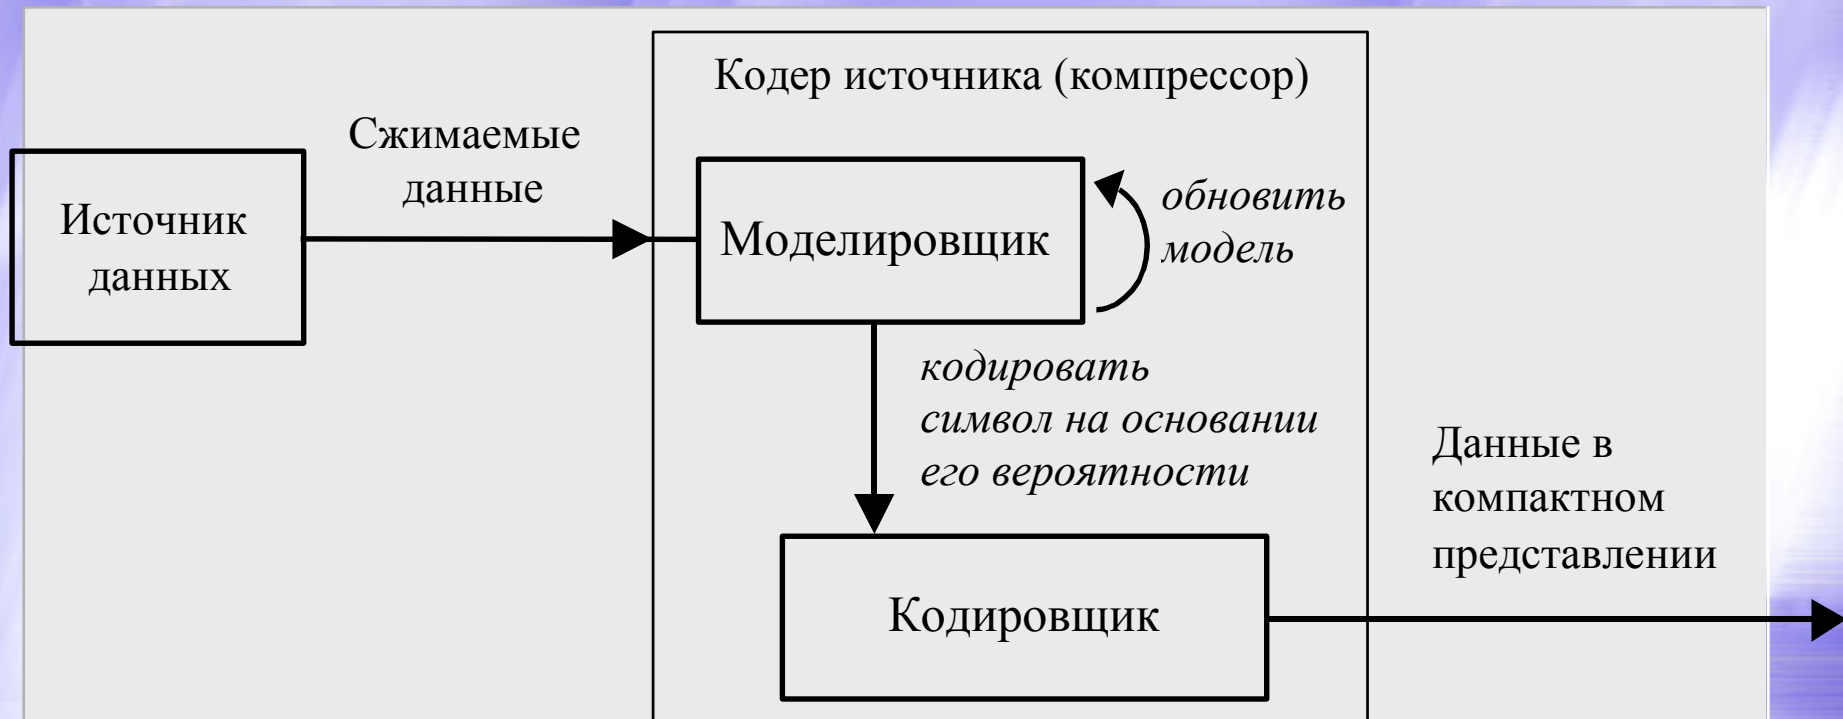 Кодер источника (компрессор)
Сжимаемые
данные
Источник
данных
Моделировщик
обновить
модель
кодировать
символ на основании
его вероятности
Данные в
компактном
представлении
Кодировщик